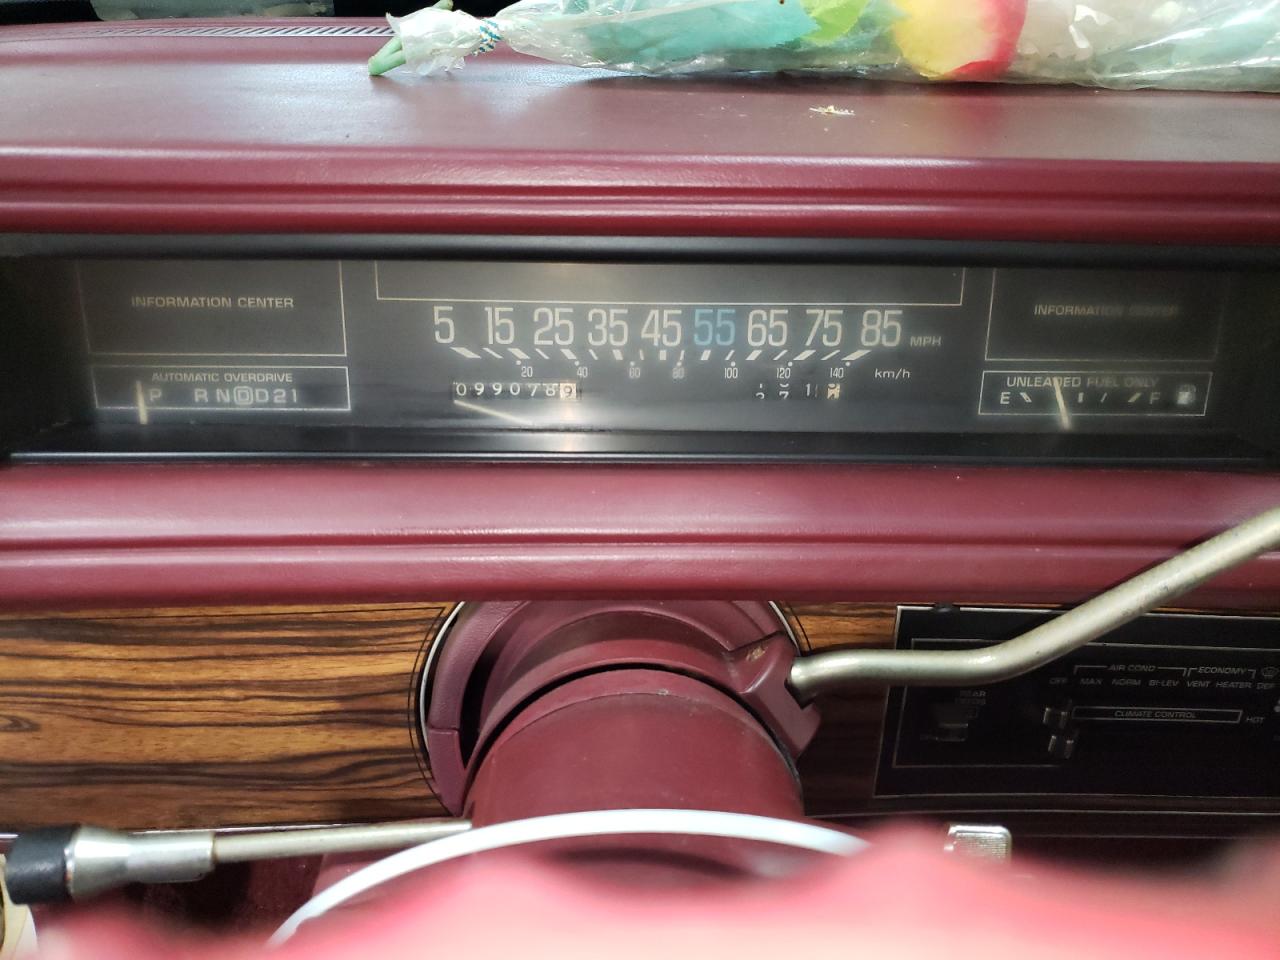 INFORMATION CENTER
INFORMATION CENTER
5 15 25 35 45 55 65 75 85 MPH
20 40 60 80 100 120 140 km/h
AUTOMATIC OVERDRIVE
P R N D D 2 1
0990789
UNLEADED FUEL ONLY
E F
AIR COND ECONOMY
OFF MAX NORM BI-LEV VENT HEATER DEF
REAR
CLIMATE CONTROL HOT